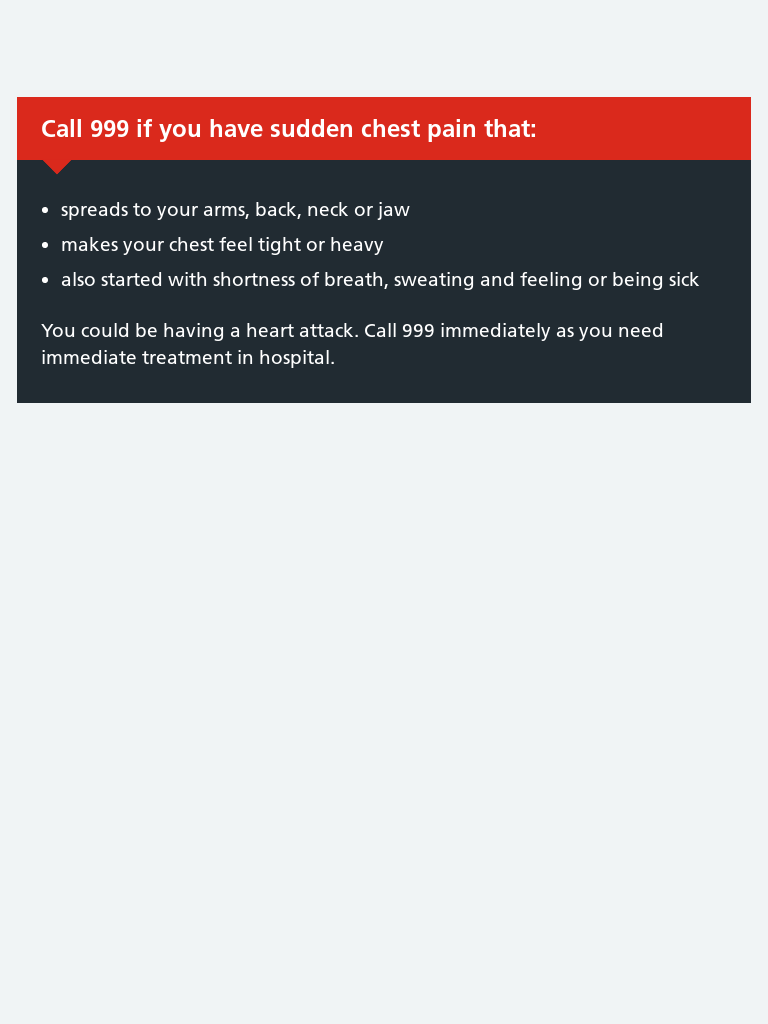 Call 999 if you have sudden chest pain that:
• spreads to your arms, back, neck or jaw
• makes your chest feel tight or heavy
• also started with shortness of breath, sweating and feeling or being sick
You could be having a heart attack. Call 999 immediately as you need
immediate treatment in hospital.